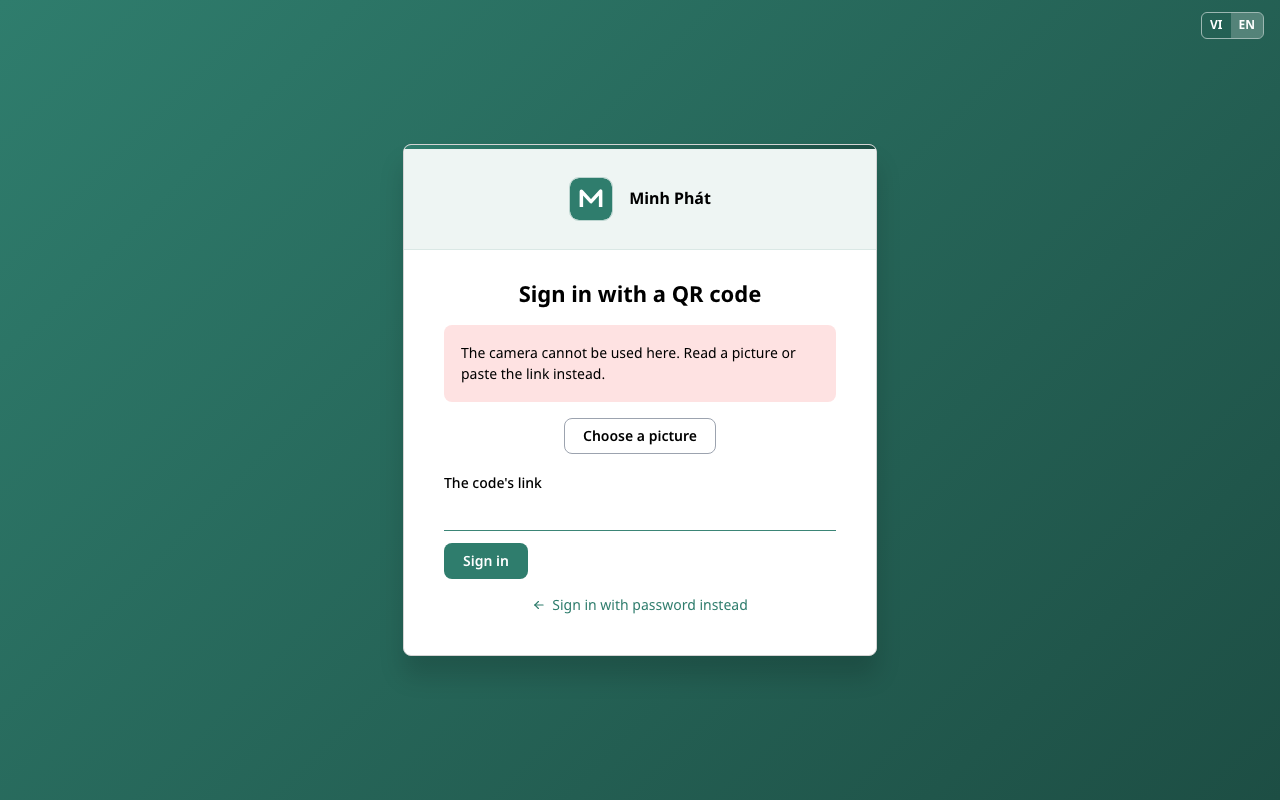 VI EN
Minh Phát
Sign in with a QR code
The camera cannot be used here. Read a picture or
paste the link instead.
Choose a picture
The code's link
Sign in
← Sign in with password instead